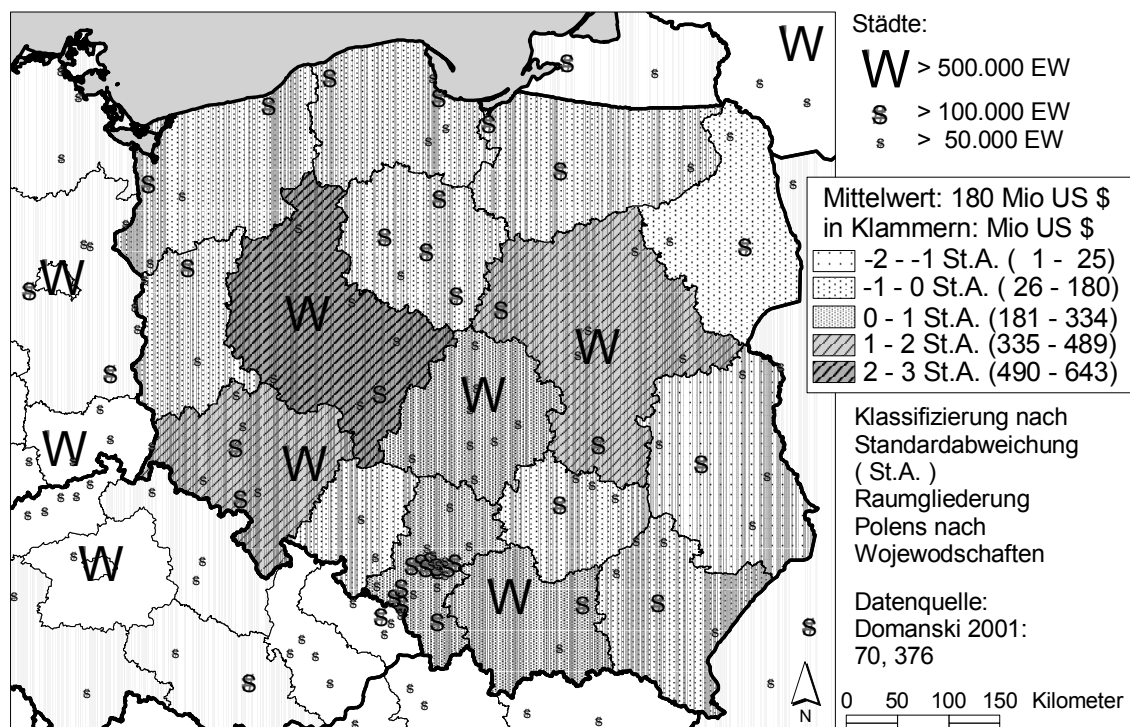 Städte:
W > 500.000 EW
s > 100.000 EW
s > 50.000 EW
Mittelwert: 180 Mio US $
in Klammern: Mio US $
-2 - -1 St.A. ( 1 - 25)
-1 - 0 St.A. ( 26 - 180)
0 - 1 St.A. (181 - 334)
1 - 2 St.A. (335 - 489)
2 - 3 St.A. (490 - 643)
Klassifizierung nach
Standardabweichung
( St.A. )
Raumgliederung
Polens nach
Wojewodschaften
Datenquelle:
Domanski 2001:
70, 376
N
0 50 100 150 Kilometer